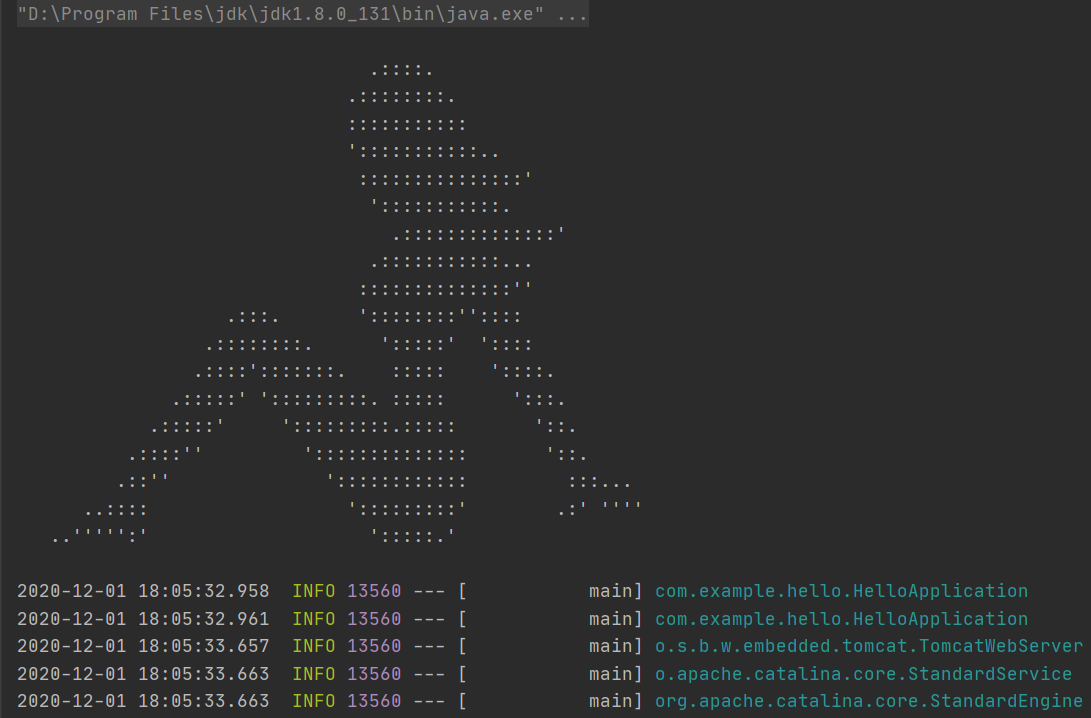 "D:\Program Files\jdk\jdk1.8.0_131\bin\java.exe" ...
                                .::::.
                              .::::::::.
                              :::::::::::
                              ':::::::::::..
                               :::::::::::::::'
                                ':::::::::::.
                                  .::::::::::::::'
                                .:::::::::::...
                               ::::::::::::::''
                   .:::.       '::::::::''::::
                 .::::::::.      ':::::'  '::::
                .::::':::::::.    :::::    '::::.
              .:::::' ':::::::::. :::::      ':::.
            .:::::'     ':::::::::.:::::       '::.
          .::::''         '::::::::::::::       '::.
         .::''              '::::::::::::         :::...
      ..::::                  ':::::::::'        .:' ''''
   ..''''':'                    ':::::.'
2020-12-01 18:05:32.958  INFO 13560 --- [           main] com.example.hello.HelloApplication
2020-12-01 18:05:32.961  INFO 13560 --- [           main] com.example.hello.HelloApplication
2020-12-01 18:05:33.657  INFO 13560 --- [           main] o.s.b.w.embedded.tomcat.TomcatWebServer
2020-12-01 18:05:33.663  INFO 13560 --- [           main] o.apache.catalina.core.StandardService
2020-12-01 18:05:33.663  INFO 13560 --- [           main] org.apache.catalina.core.StandardEngine